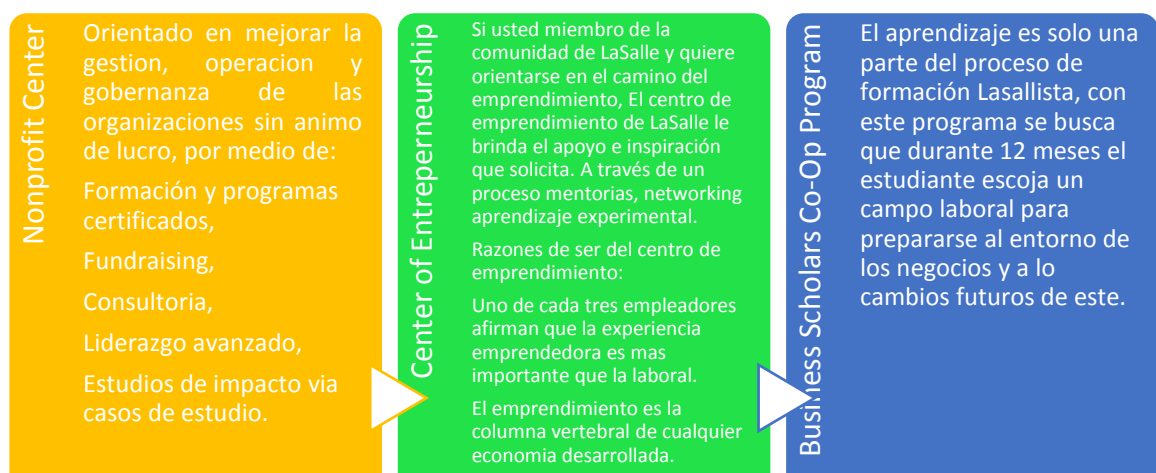 Nonprofit Center
Orientado en mejorar la
gestion, operacion y
gobernanza de las
organizaciones sin animo
de lucro, por medio de:
Formación y programas
certificados,
Fundraising,
Consultoria,
Liderazgo avanzado,
Estudios de impacto via
casos de estudio.
Center of Entreperneurship
Si usted miembro de la
comunidad de LaSalle y quiere
orientarse en el camino del
emprendimiento, El centro de
emprendimiento de LaSalle le
brinda el apoyo e inspiración
que solicita. A través de un
proceso mentorias, networking
aprendizaje experimental.
Razones de ser del centro de
emprendimiento:
Uno de cada tres empleadores
afirman que la experiencia
emprendedora es mas
importante que la laboral.
El emprendimiento es la
columna vertebral de cualquier
economia desarrollada.
Business Scholars Co-Op Program
El aprendizaje es solo una
parte del proceso de
formación Lasallista, con
este programa se busca
que durante 12 meses el
estudiante escoja un
campo laboral para
prepararse al entorno de
los negocios y a lo
cambios futuros de este.